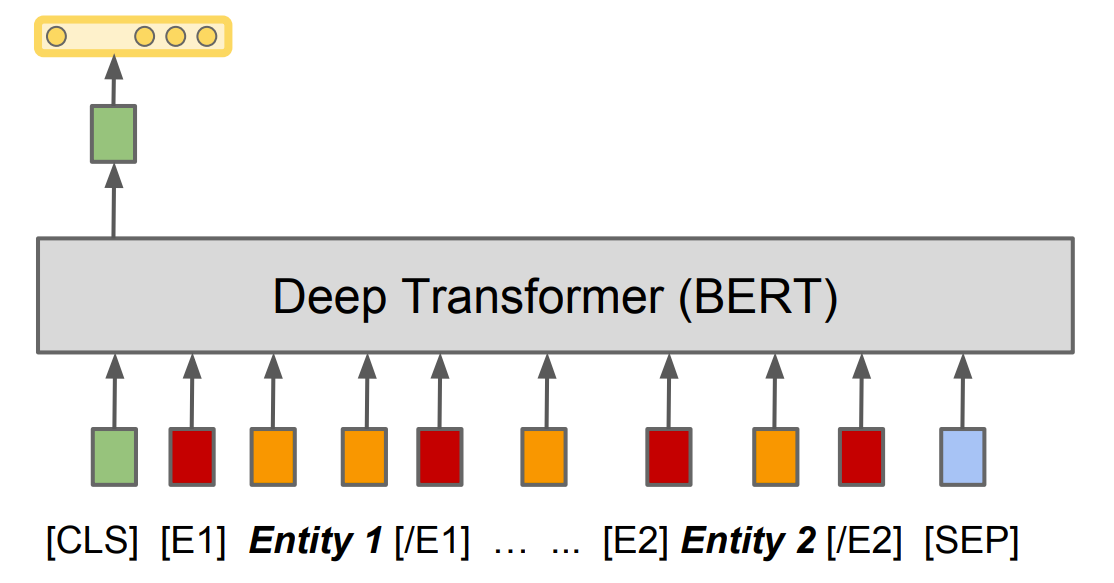 Deep Transformer (BERT)
[CLS] [E1] Entity 1 [/E1] … ... [E2] Entity 2 [/E2] [SEP]